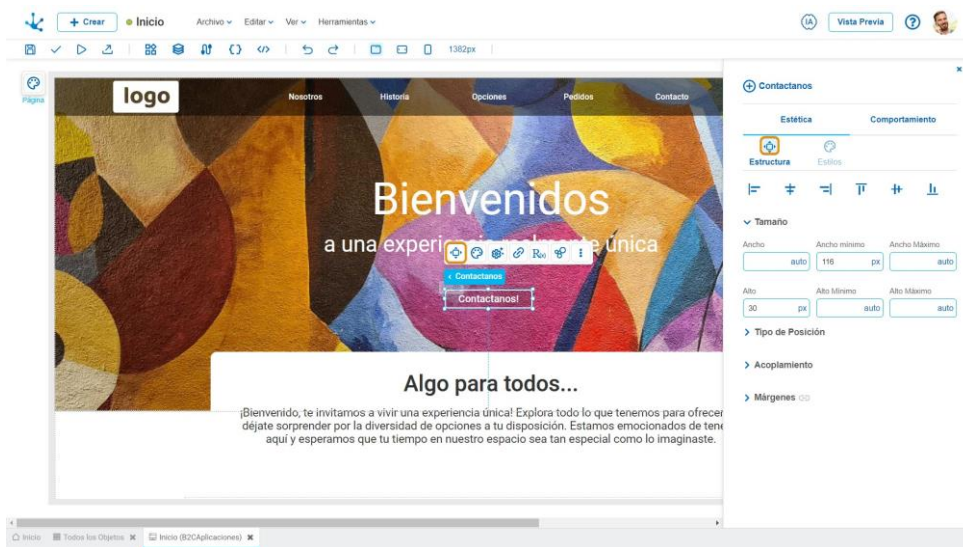 + Crear
Inicio
Archivo
Editar
Ver
Herramientas
IA
Vista Previa
?
1382px
Página
logo
Nosotros
Historia
Opciones
Pedidos
Contacto
Bienvenidos
a una experi
e única
Contactanos
Contactanos!
Algo para todos...
¡Bienvenido, te invitamos a vivir una experiencia única! Explora todo lo que tenemos para ofrecer
déjate sorprender por la diversidad de opciones a tu disposición. Estamos emocionados de tene
aquí y esperamos que tu tiempo en nuestro espacio sea tan especial como lo imaginaste.
Contactanos
Estética
Comportamiento
Estructura
Estilos
Tamaño
Ancho
Ancho mínimo
Ancho Máximo
auto
116 px
auto
Alto
Alto Mínimo
Alto Máximo
30 px
auto
auto
Tipo de Posición
Acoplamiento
Márgenes
Inicio
Todos los Objetos
Inicio (B2CAplicaciones)